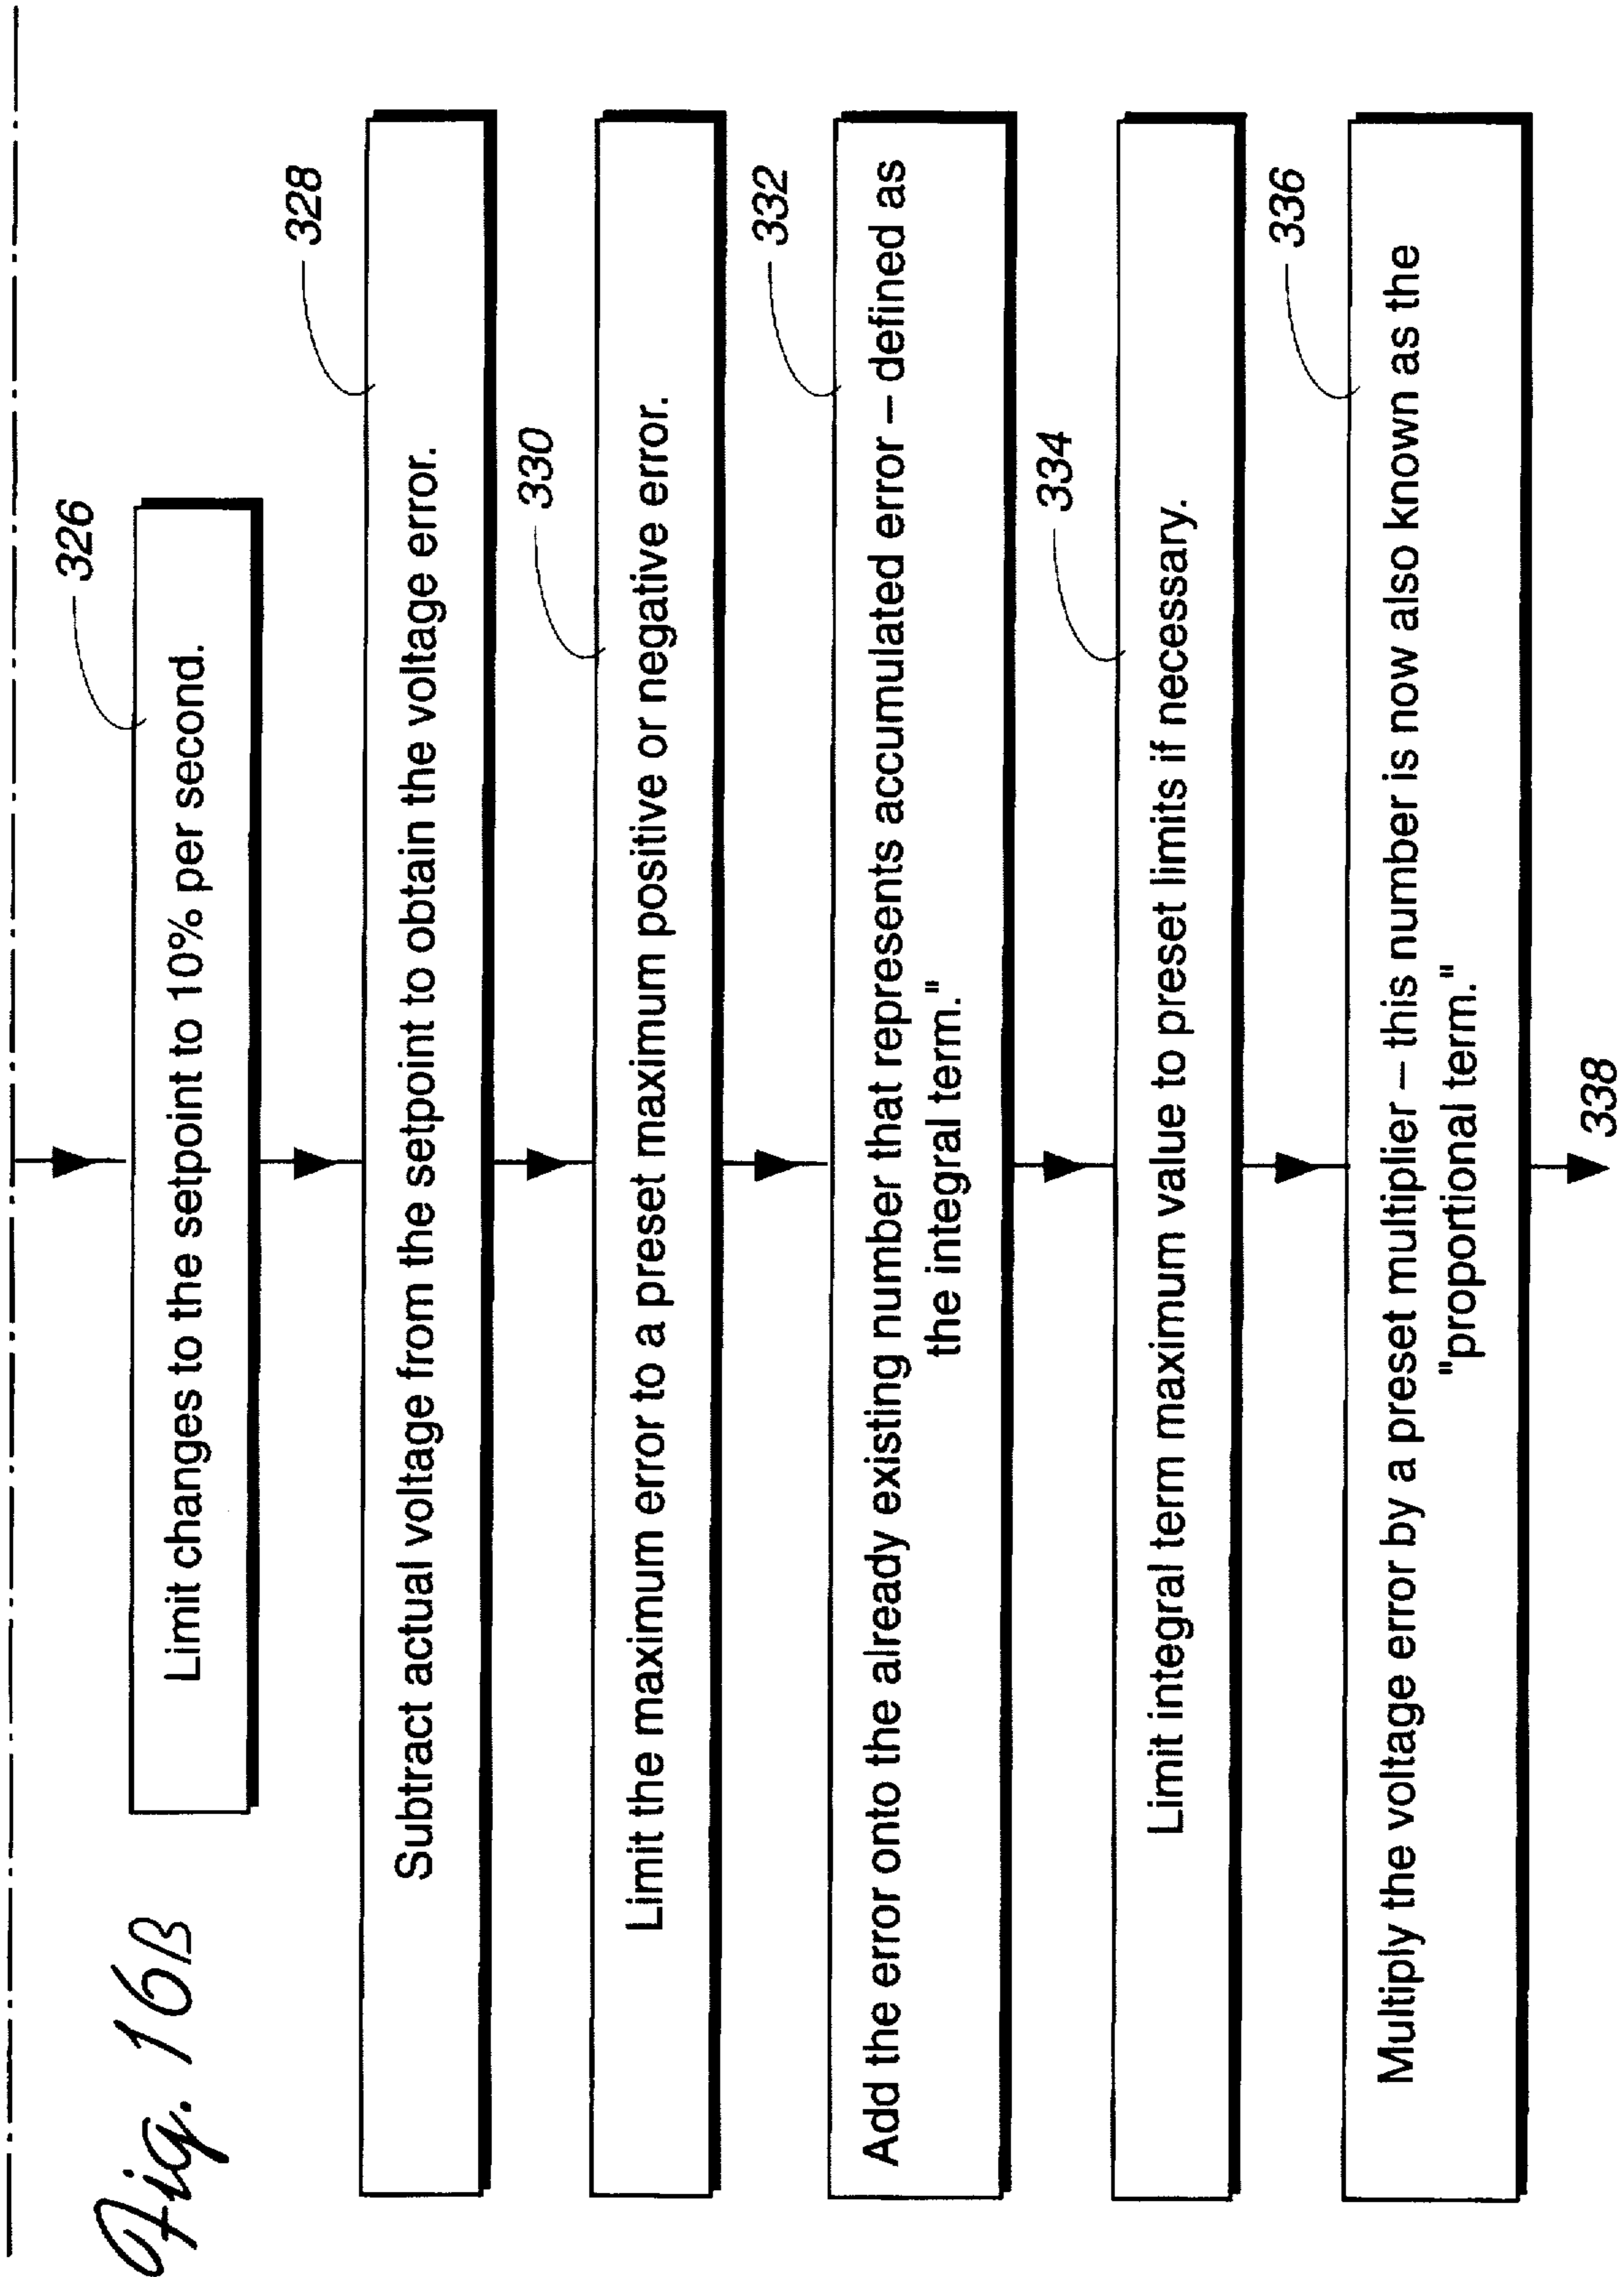 Fig. 16B
326
Limit changes to the setpoint to 10% per second.
328
Subtract actual voltage from the setpoint to obtain the voltage error.
330
Limit the maximum error to a preset maximum positive or negative error.
332
Add the error onto the already existing number that represents accumulated error – defined as
the integral term."
334
Limit integral term maximum value to preset limits if necessary.
336
Multiply the voltage error by a preset multiplier – this number is now also known as the
"proportional term."
338